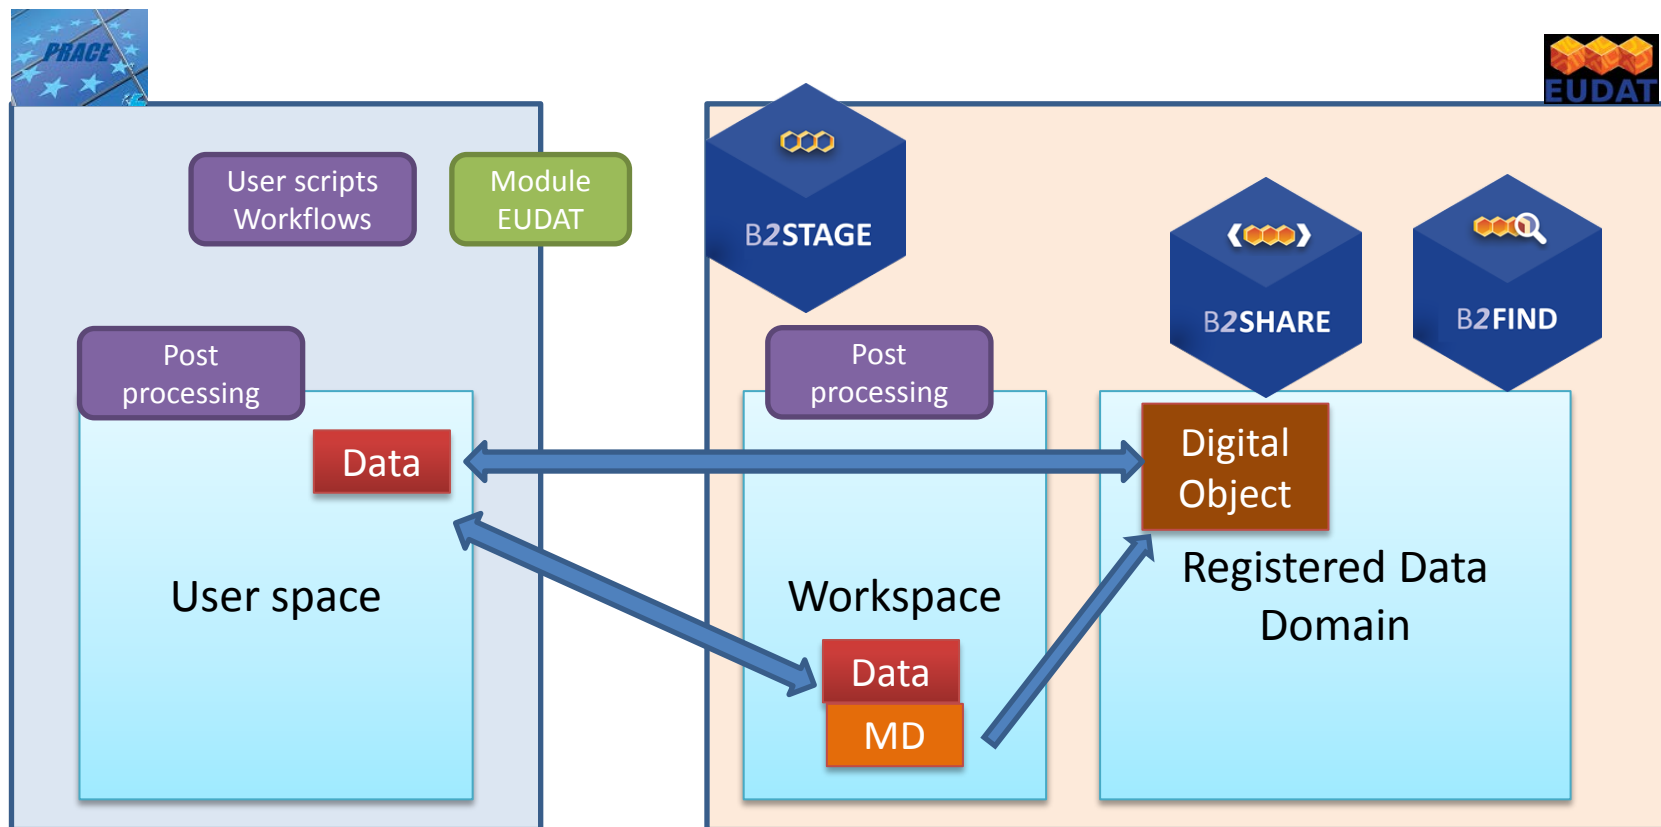 PRACE
EUDAT
User scripts
Workflows
Module
EUDAT
B2STAGE
B2SHARE
B2FIND
Post
processing
Post
processing
Data
Digital
Object
User space
Workspace
Registered Data
Domain
Data
MD